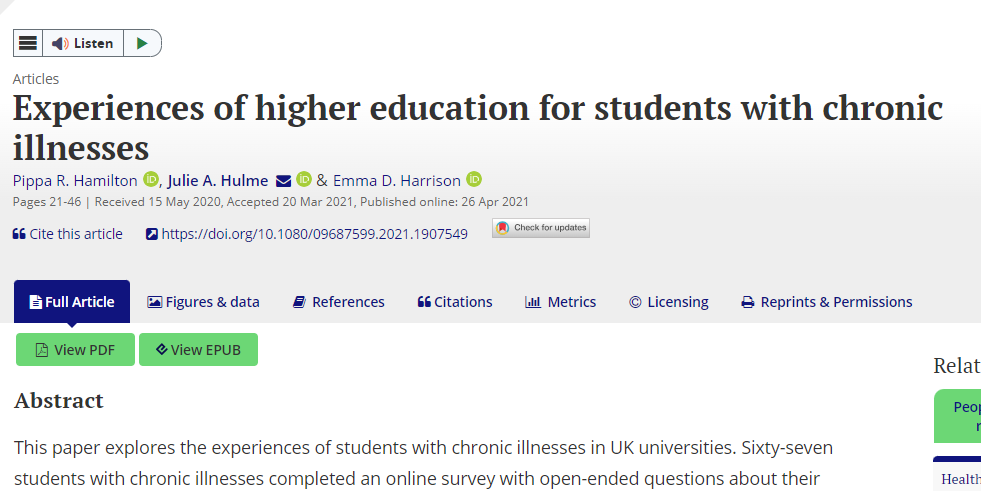 Listen
Articles
Experiences of higher education for students with chronic
illnesses
Pippa R. Hamilton iD, Julie A. Hulme iD & Emma D. Harrison iD
Pages 21-46 | Received 15 May 2020, Accepted 20 Mar 2021, Published online: 26 Apr 2021
Cite this article https://doi.org/10.1080/09687599.2021.1907549 Check for updates
Full Article Figures & data References Citations Metrics Licensing Reprints & Permissions
View PDF View EPUB
Relat
Abstract
Peop
r
This paper explores the experiences of students with chronic illnesses in UK universities. Sixty-seven
students with chronic illnesses completed an online survey with open-ended questions about their
Health